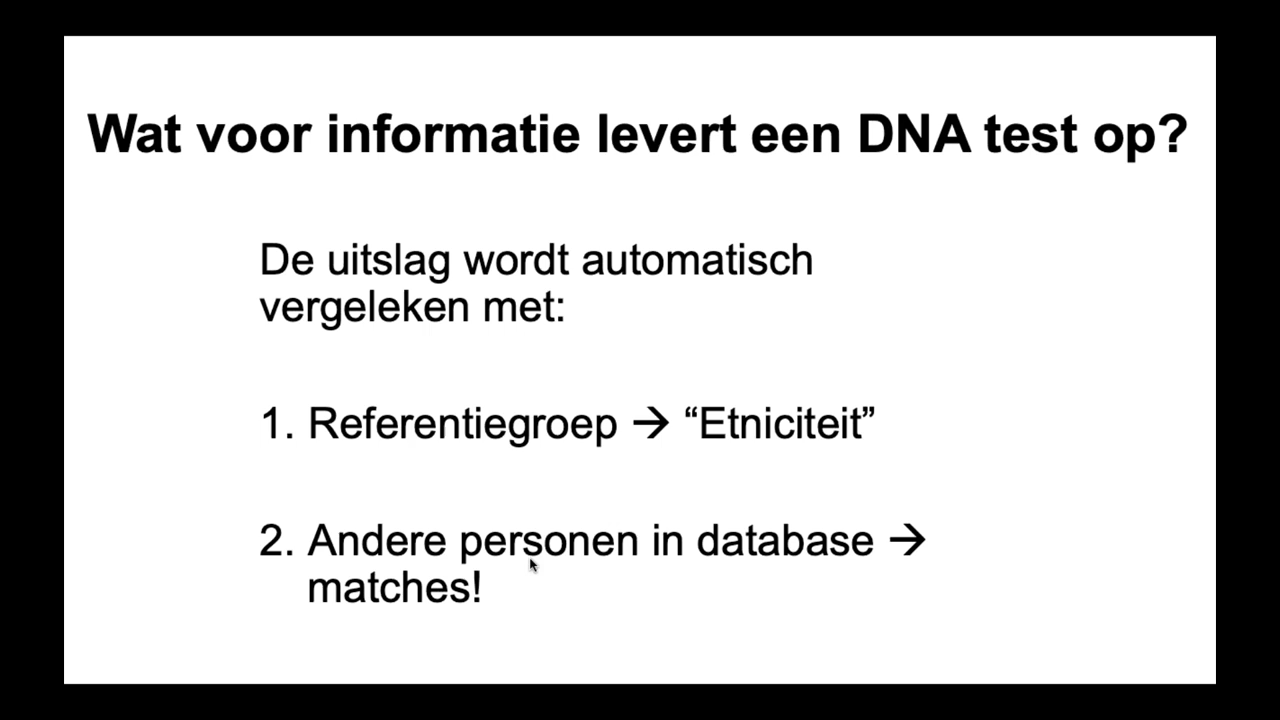 Wat voor informatie levert een DNA test op?
De uitslag wordt automatisch
vergeleken met:
1. Referentiegroep → “Etniciteit”
2. Andere personen in database →
matches!